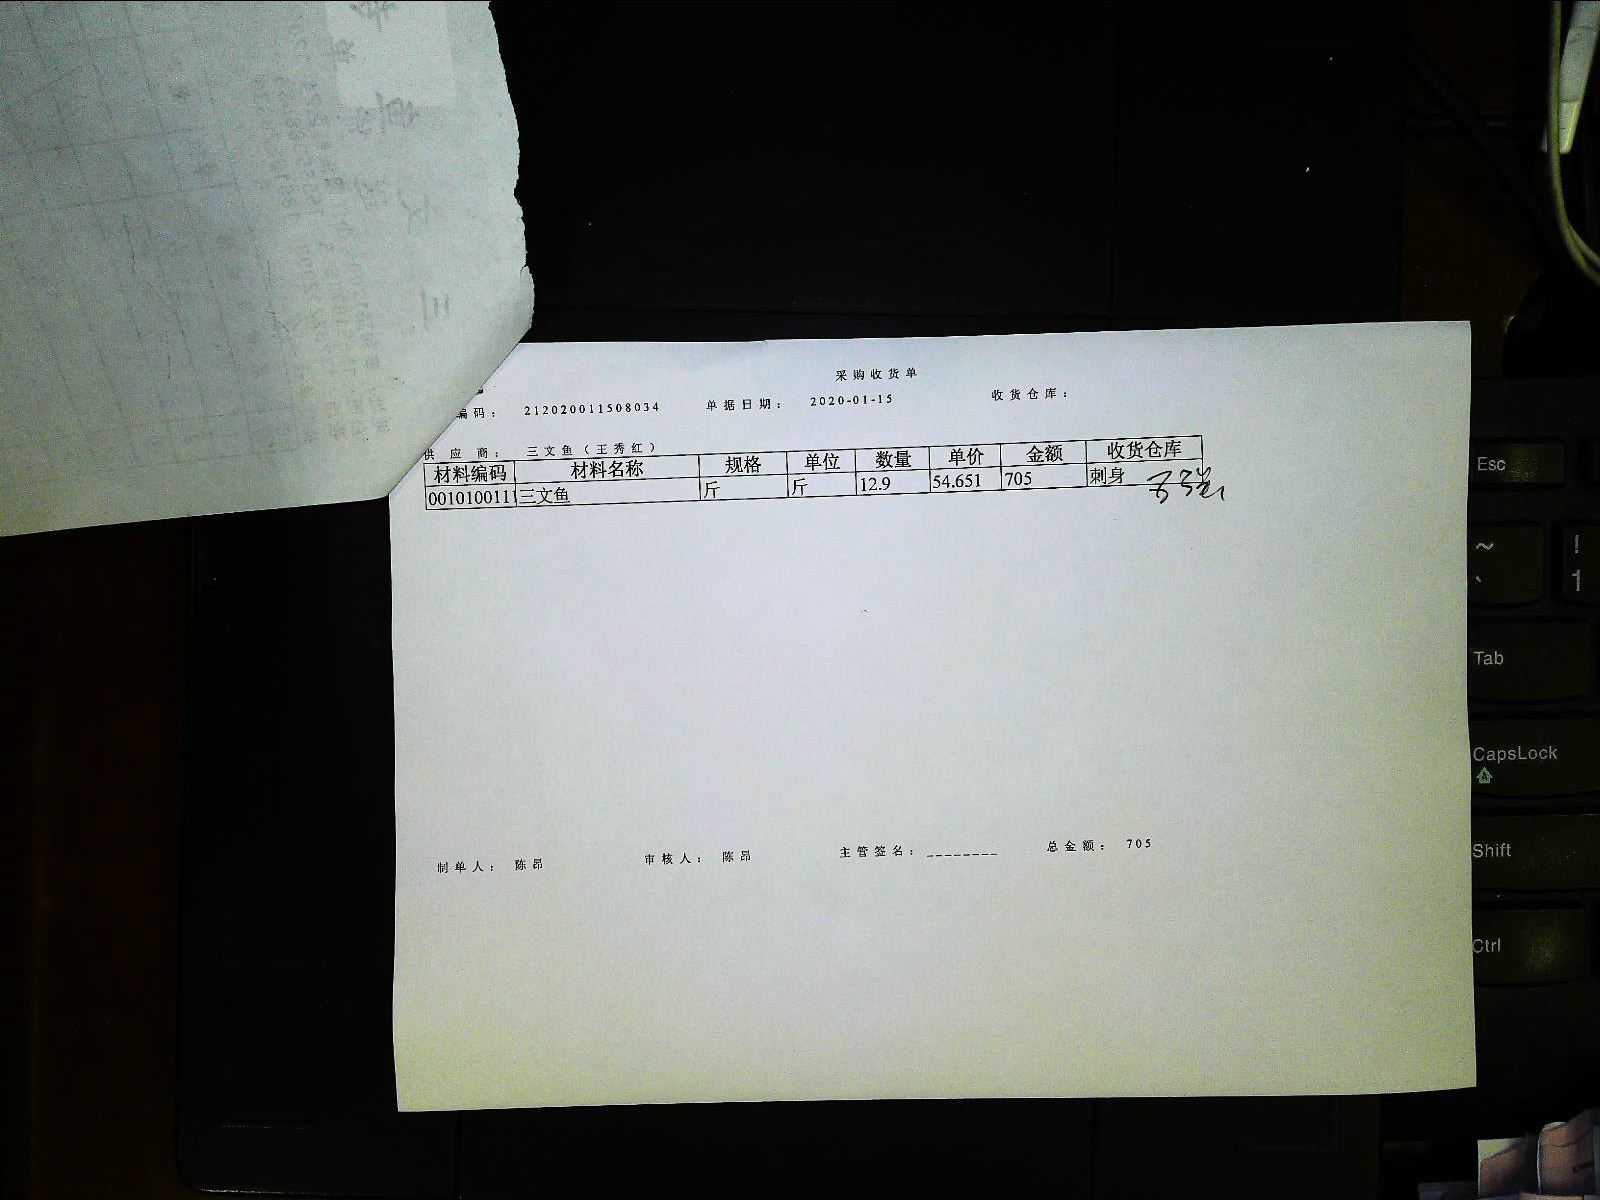 采购收货单
编码： 212020011508034 单据日期： 2020-01-15 收货仓库：
供应商： 三文鱼（王秀红）
材料编码 材料名称 规格 单位 数量 单价 金额 收货仓库
0010100111 三文鱼 斤 斤 12.9 54.651 705 刺身
制单人： 陈昂 审核人： 陈昂 主管签名：________ 总金额： 705
Esc
~ ` ! 1
Tab
CapsLock
Shift
Ctrl